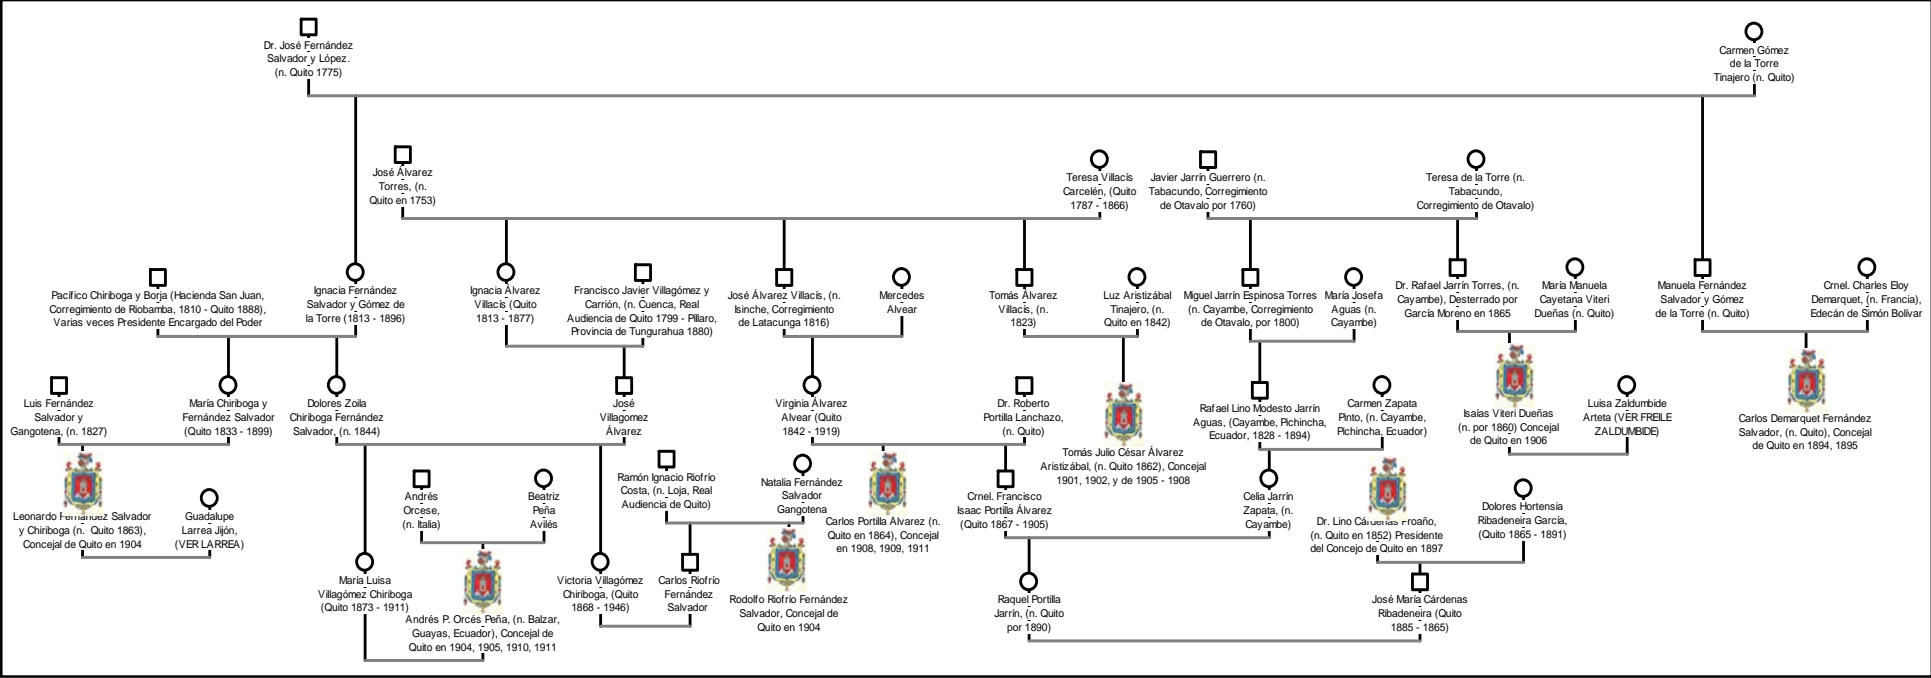 Dr. José Fernández
Salvador y López.
(n. Quito 1775)
Carmen Gómez
de la Torre
Tinajero (n. Quito)
José Álvarez
Torres, (n.
Quito en 1753)
Teresa Villacís
Carcelén, (Quito
1787 - 1866)
Javier Jarrín Guerrero (n.
Tabacundo, Corregimiento
de Otavalo por 1760)
Teresa de la Torre (n.
Tabacundo,
Corregimiento de Otavalo)
Pacífico Chiriboga y Borja (Hacienda San Juan,
Corregimiento de Riobamba, 1810 - Quito 1888),
Varias veces Presidente Encargado del Poder
Ignacia Fernández
Salvador y Gómez de
la Torre (1813 - 1896)
Ignacia Álvarez
Villacís (Quito
1813 - 1877)
Francisco Javier Villagómez y
Carrión, (n. Cuenca, Real
Audiencia de Quito 1799 - Píllaro,
Provincia de Tungurahua 1880)
José Álvarez Villacís, (n.
Isinche, Corregimiento
de Latacunga 1816)
Mercedes
Alvear
Tomás Álvarez
Villacís, (n.
1823)
Luz Aristizábal
Tinajero, (n.
Quito en 1842)
Miguel Jarrín Espinosa Torres
(n. Cayambe, Corregimiento
de Otavalo, por 1800)
María Josefa
Aguas (n.
Cayambe)
Dr. Rafael Jarrín Torres, (n.
Cayambe), Desterrado por
García Moreno en 1865
María Manuela
Cayetana Viteri
Dueñas (n. Quito)
Manuela Fernández
Salvador y Gómez
de la Torre (n. Quito)
Crnel. Charles Eloy
Demarquet, (n. Francia),
Edecán de Simón Bolívar
Luis Fernández
Salvador y
Gangotena, (n. 1827)
María Chiriboga y
Fernández Salvador
(Quito 1833 - 1899)
Dolores Zoila
Chiriboga Fernández
Salvador, (n. 1844)
José
Villagomez
Álvarez
Virginia Álvarez
Alvear (Quito
1842 - 1919)
Dr. Roberto
Portilla Lanchazo,
(n. Quito)
Tomás Julio César Álvarez
Aristizábal, (n. Quito 1862), Concejal
1901, 1902, y de 1905 - 1908
Rafael Lino Modesto Jarrín
Aguas, (Cayambe, Pichincha,
Ecuador, 1828 - 1894)
Carmen Zapata
Pinto, (n. Cayambe,
Pichincha, Ecuador)
Isaías Viteri Dueñas
(n. por 1860) Concejal
de Quito en 1906
Luisa Zaldumbide
Arteta (VER FREILE
ZALDUMBIDE)
Carlos Demarquet Fernández
Salvador, (n. Quito), Concejal
de Quito en 1894, 1895
Leonardo Fernández Salvador
y Chiriboga (n. Quito 1863),
Concejal de Quito en 1904
Guadalupe
Larrea Jijón,
(VER LARREA)
Andrés
Orcese,
(n. Italia)
Beatriz
Peña
Avilés
Ramón Ignacio Riofrío
Costa, (n. Loja, Real
Audiencia de Quito)
Natalia Fernández
Salvador
Gangotena
Carlos Portilla Álvarez (n.
Quito en 1864), Concejal
en 1908, 1909, 1911
Crnel. Francisco
Isaac Portilla Álvarez
(Quito 1867 - 1905)
Celia Jarrín
Zapata, (n.
Cayambe)
Dr. Lino Cárdenas Proaño,
(n. Quito en 1852) Presidente
del Concejo de Quito en 1897
Dolores Hortensia
Ribadeneira García,
(Quito 1865 - 1891)
María Luisa
Villagómez Chiriboga
(Quito 1873 - 1911)
Andrés P. Orcés Peña, (n. Balzar,
Guayas, Ecuador), Concejal de
Quito en 1904, 1905, 1910, 1911
Victoria Villagómez
Chiriboga, (Quito
1868 - 1946)
Carlos Riofrío
Fernández
Salvador
Rodolfo Riofrío Fernández
Salvador, Concejal de
Quito en 1904
Raquel Portilla
Jarrín, (n. Quito
por 1890)
José María Cárdenas
Ribadeneira (Quito
1885 - 1865)